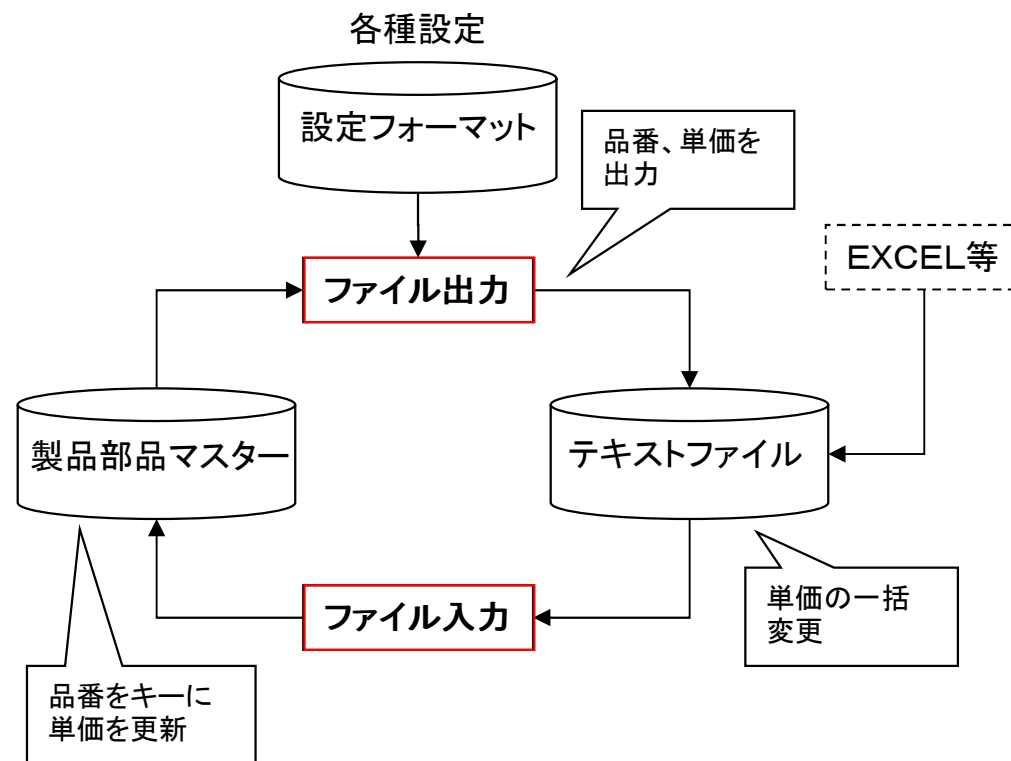 各種設定
設定フォーマット
品番、単価を
出力
EXCEL等
ファイル出力
製品部品マスター
テキストファイル
ファイル入力
単価の一括
変更
品番をキーに
単価を更新